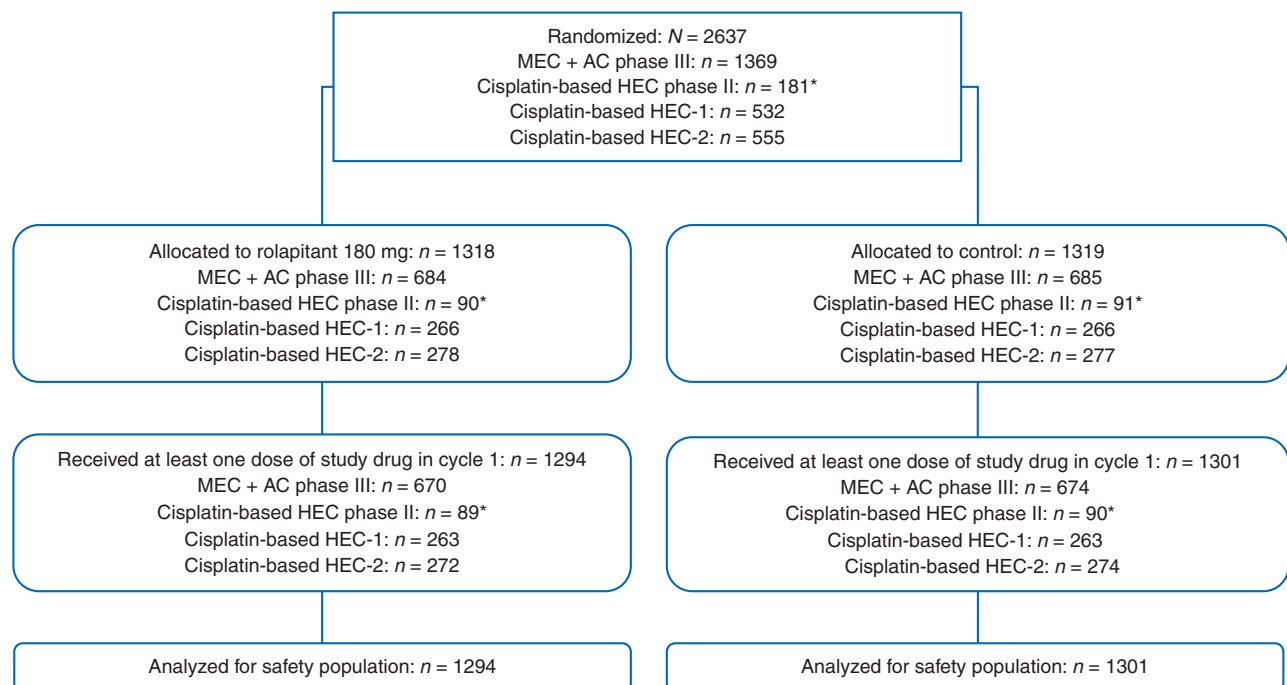 Randomized: N = 2637
MEC + AC phase III: n = 1369
Cisplatin-based HEC phase II: n = 181*
Cisplatin-based HEC-1: n = 532
Cisplatin-based HEC-2: n = 555
Allocated to rolapitant 180 mg: n = 1318
MEC + AC phase III: n = 684
Cisplatin-based HEC phase II: n = 90*
Cisplatin-based HEC-1: n = 266
Cisplatin-based HEC-2: n = 278
Allocated to control: n = 1319
MEC + AC phase III: n = 685
Cisplatin-based HEC phase II: n = 91*
Cisplatin-based HEC-1: n = 266
Cisplatin-based HEC-2: n = 277
Received at least one dose of study drug in cycle 1: n = 1294
MEC + AC phase III: n = 670
Cisplatin-based HEC phase II: n = 89*
Cisplatin-based HEC-1: n = 263
Cisplatin-based HEC-2: n = 272
Received at least one dose of study drug in cycle 1: n = 1301
MEC + AC phase III: n = 674
Cisplatin-based HEC phase II: n = 90*
Cisplatin-based HEC-1: n = 263
Cisplatin-based HEC-2: n = 274
Analyzed for safety population: n = 1294
Analyzed for safety population: n = 1301